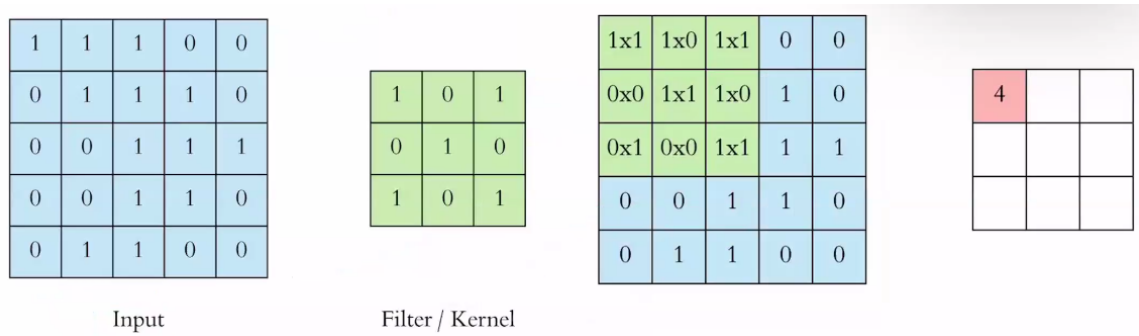 1 1 1 0 0
0 1 1 1 0
0 0 1 1 1
0 0 1 1 0
0 1 1 0 0
Input
1 0 1
0 1 0
1 0 1
Filter / Kernel
1x1 1x0 1x1 0 0
0x0 1x1 1x0 1 0
0x1 0x0 1x1 1 1
0 0 1 1 0
0 1 1 0 0
4